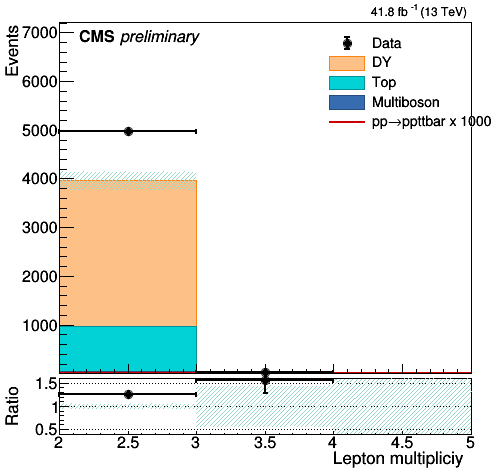 41.8 fb⁻¹ (13 TeV)
CMS preliminary
Events
7000
6000
5000
4000
3000
2000
1000
Data
DY
Top
Multiboson
pp→ppttbar x 1000
Ratio
1.5
1
0.5
2 2.5 3 3.5 4 4.5 5
Lepton multipliciy